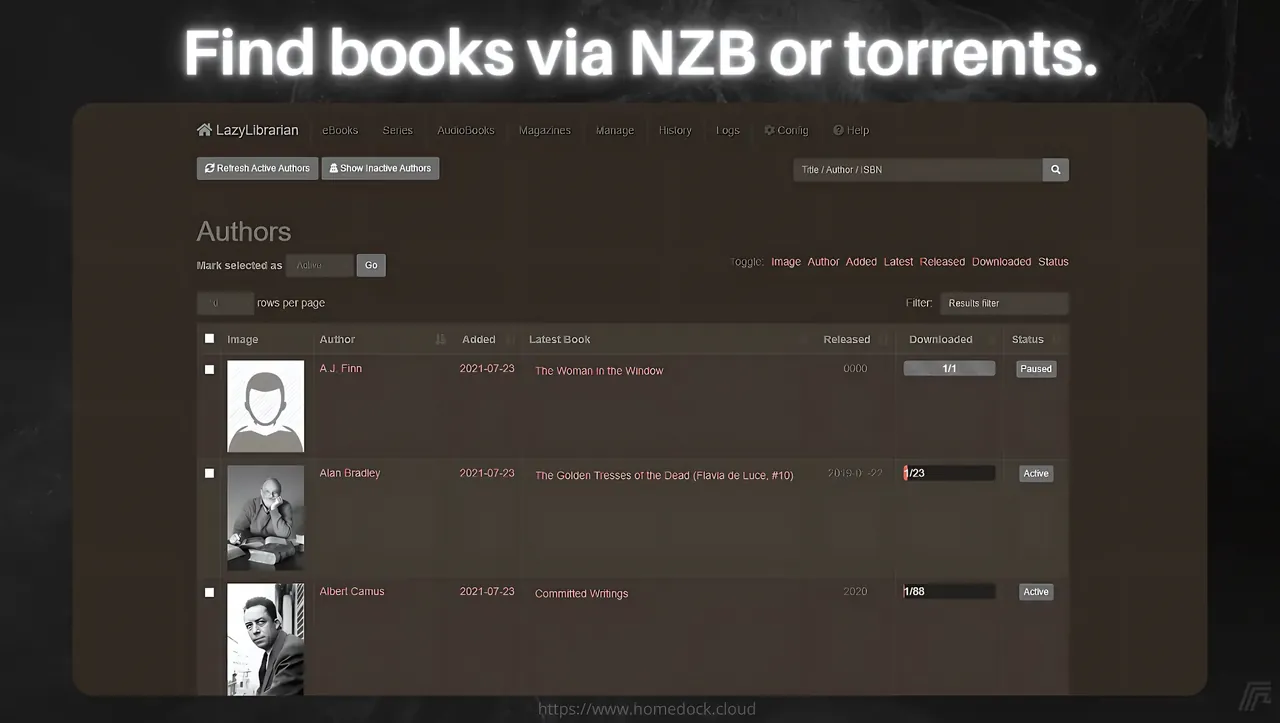 Find books via NZB or torrents.
LazyLibrarian eBooks Series AudioBooks Magazines Manage History Logs Config Help
Refresh Active Authors Show Inactive Authors Title / Author / ISBN
Authors
Mark selected as Active Go Toggle: Image Author Added Latest Released Downloaded Status
rows per page Filter: Results filter
Image Author Added Latest Book Released Downloaded Status
A.J. Finn 2021-07-23 The Woman in the Window 0000 1/1 Paused
Alan Bradley 2021-07-23 The Golden Tresses of the Dead (Flavia de Luce, #10) 1/23 Active
Albert Camus 2021-07-23 Committed Writings 2020 1/88 Active
https://www.homedock.cloud